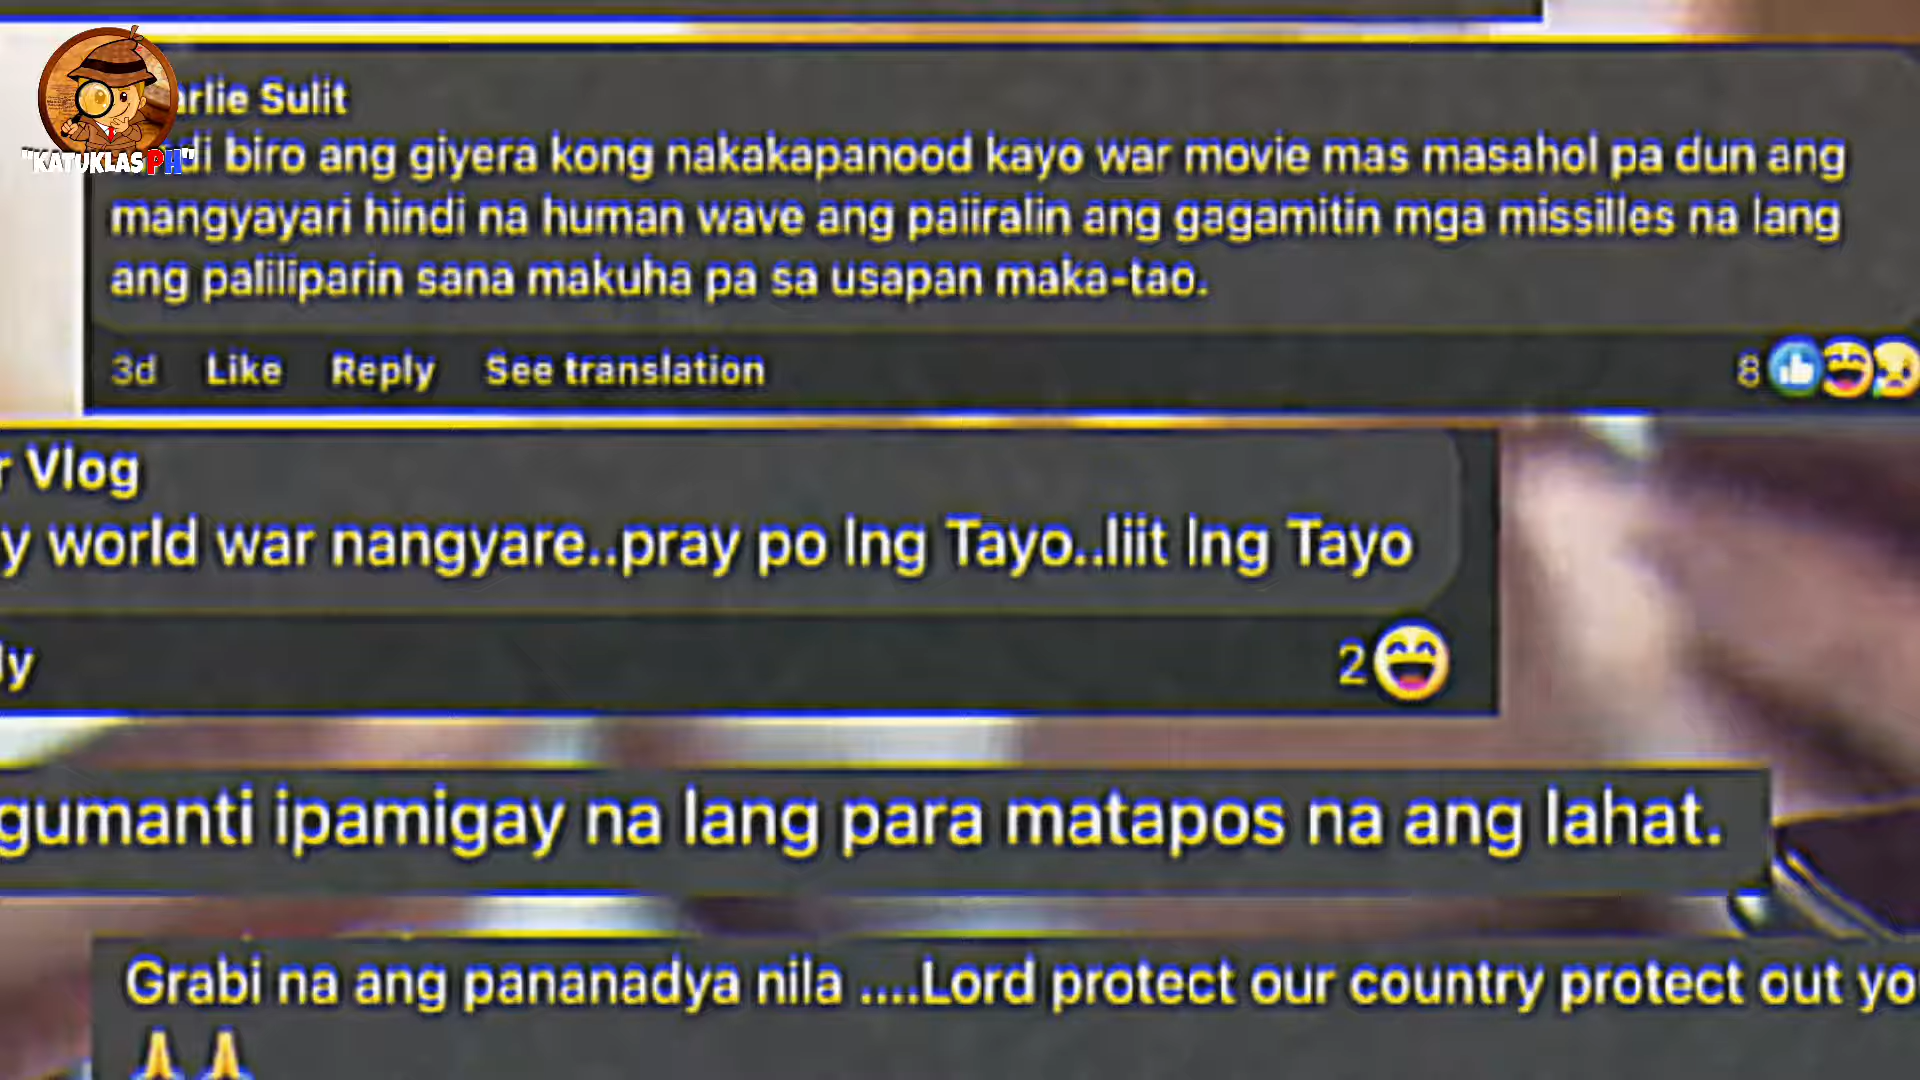 "KATUKLAS PH"
arlie Sulit
di biro ang giyera kong nakakapanood kayo war movie mas masahol pa dun ang
mangyayari hindi na human wave ang paiiralin ang gagamitin mga missilles na lang
ang paliliparin sana makuha pa sa usapan maka-tao.
3d Like Reply See translation 8
r Vlog
y world war nangyare..pray po lng Tayo..liit lng Tayo
ly 2
gumanti ipamigay na lang para matapos na ang lahat.
Grabi na ang pananadya nila ....Lord protect our country protect out yo